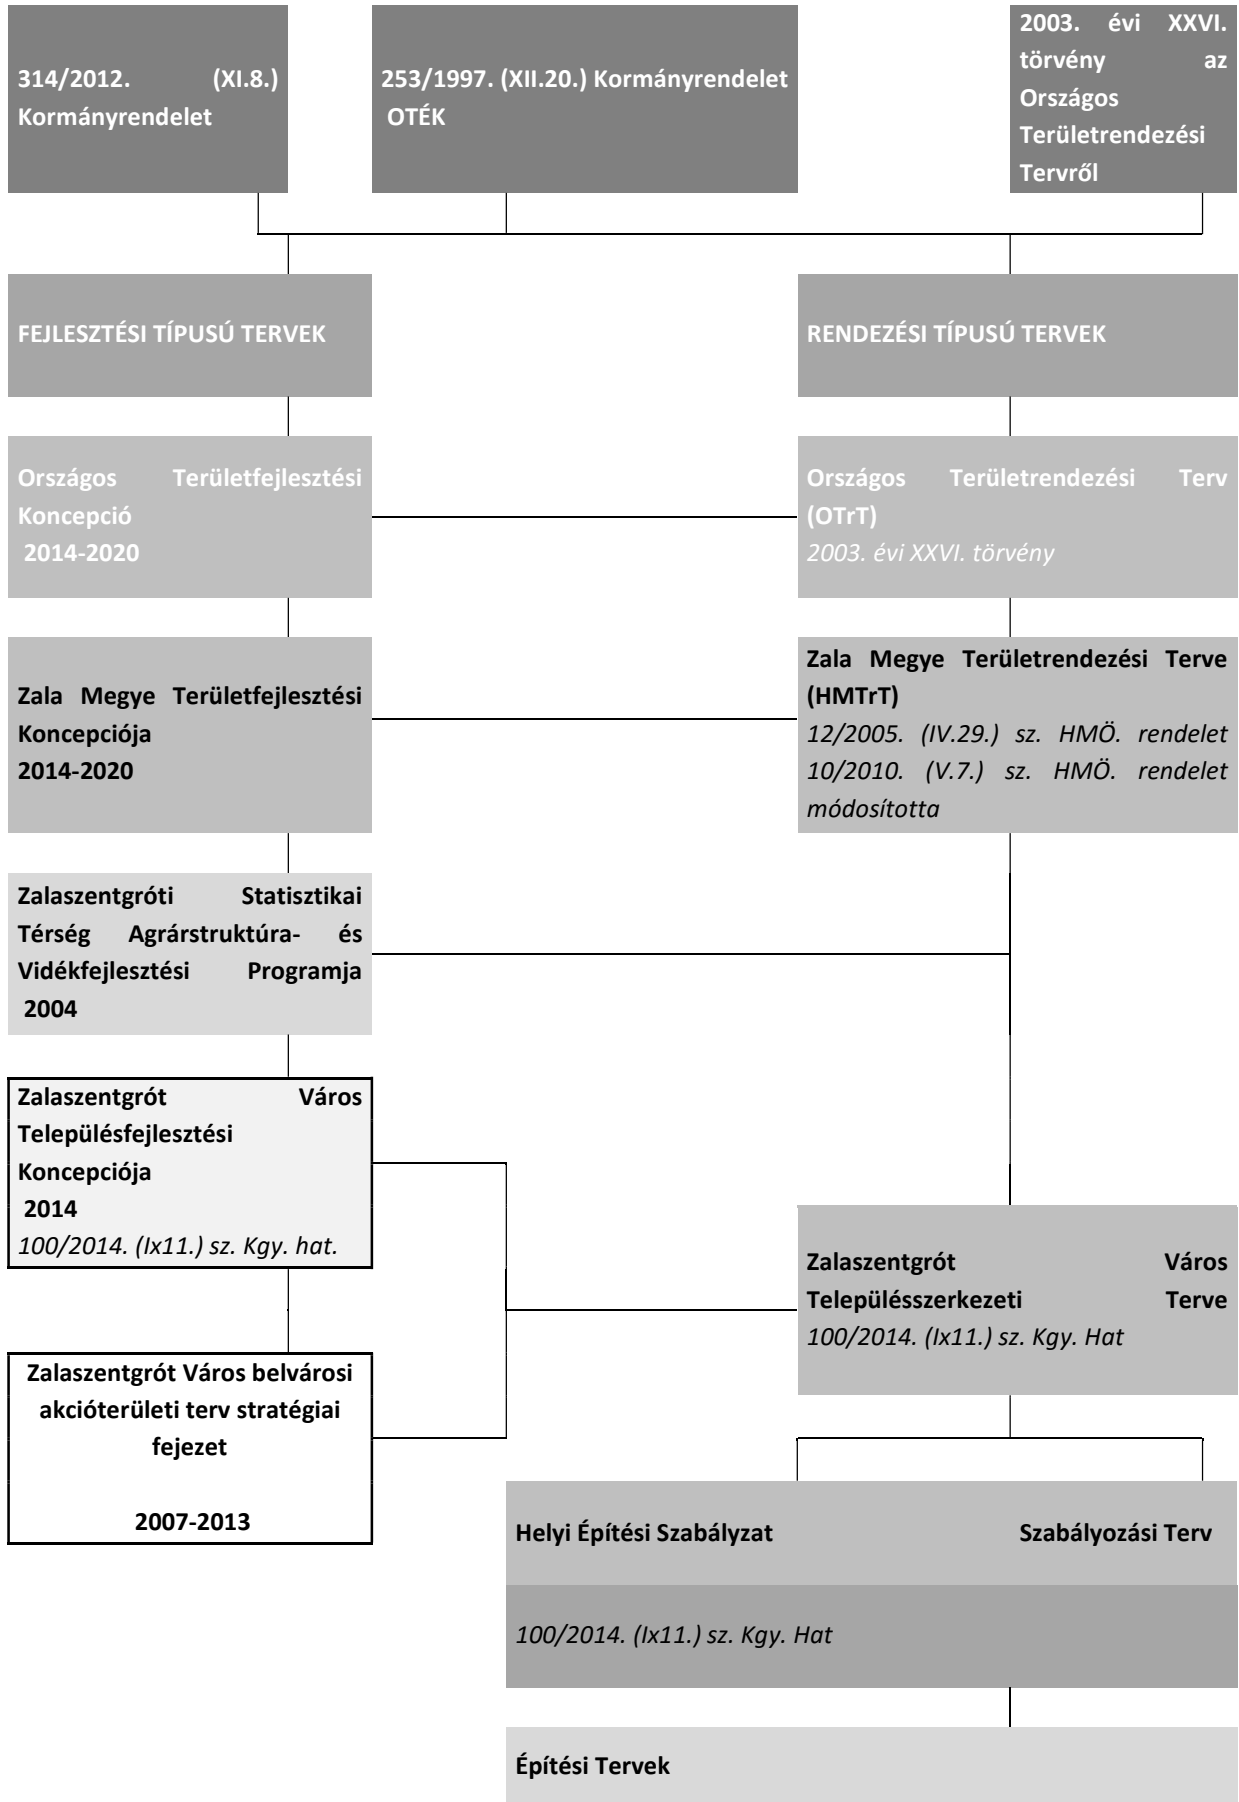 314/2012. (XI.8.)
Kormányrendelet
253/1997. (XII.20.) Kormányrendelet
OTÉK
2003. évi XXVI.
törvény az
Országos
Területrendezési
Tervről
FEJLESZTÉSI TÍPUSÚ TERVEK
RENDEZÉSI TÍPUSÚ TERVEK
Országos Területfejlesztési
Koncepció
2014-2020
Országos Területrendezési Terv
(OTrT)
2003. évi XXVI. törvény
Zala Megye Területfejlesztési
Koncepciója
2014-2020
Zala Megye Területrendezési Terve
(HMTrT)
12/2005. (IV.29.) sz. HMÖ. rendelet
10/2010. (V.7.) sz. HMÖ. rendelet
módosította
Zalaszentgróti Statisztikai
Térség Agrárstruktúra- és
Vidékfejlesztési Programja
2004
Zalaszentgrót Város
Településfejlesztési
Koncepciója
2014
100/2014. (Ix11.) sz. Kgy. hat.
Zalaszentgrót Város
Településszerkezeti Terve
100/2014. (Ix11.) sz. Kgy. Hat
Zalaszentgrót Város belvárosi
akcióterületi terv stratégiai
fejezet
2007-2013
Helyi Építési Szabályzat Szabályozási Terv
100/2014. (Ix11.) sz. Kgy. Hat
Építési Tervek